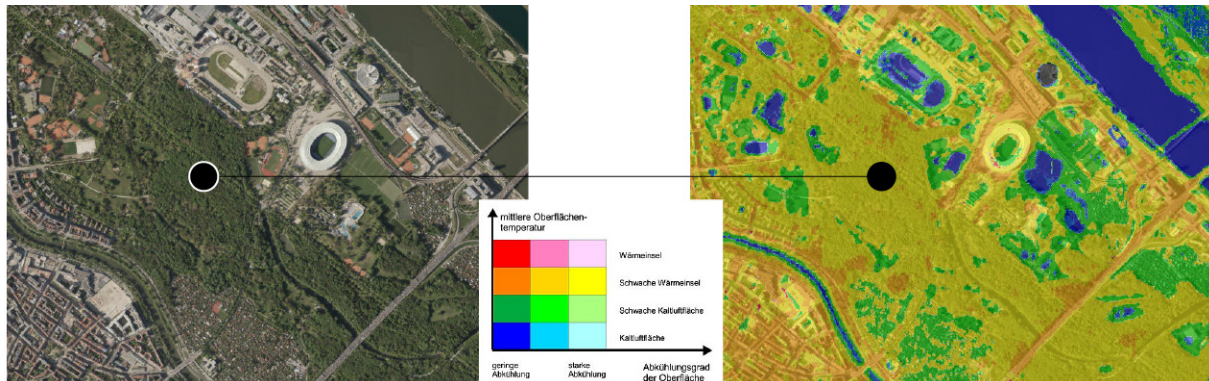 mittlere Oberflächen-
temperatur
Wärmeinsel
Schwache Wärmeinsel
Schwache Kaltluftfläche
Kaltluftfläche
geringe
Abkühlung
starke
Abkühlung
Abkühlungsgrad
der Oberfläche